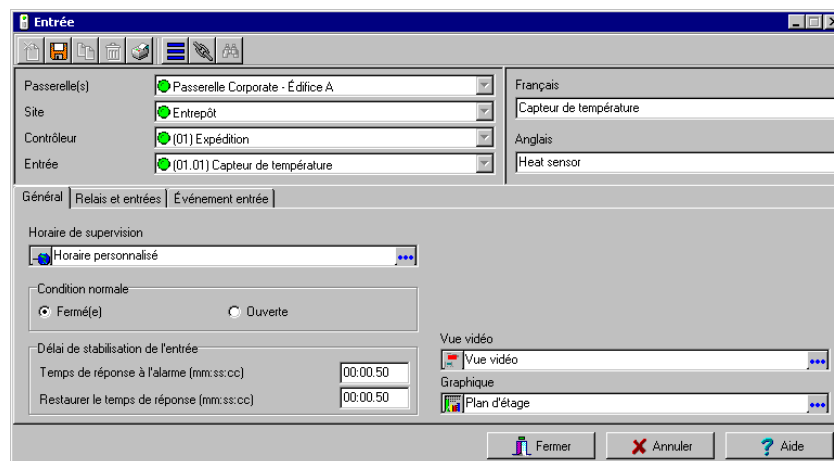 Entrée
Passerelle(s) Passerelle Corporate - Édifice A
Site Entrepôt
Contrôleur (01) Expédition
Entrée (01.01) Capteur de température
Français
Capteur de température
Anglais
Heat sensor
Général Relais et entrées Événement entrée
Horaire de supervision
Horaire personnalisé
Condition normale
Fermé(e) Ouverte
Délai de stabilisation de l'entrée
Temps de réponse à l'alarme (mm:ss:cc) 00:00.50
Restaurer le temps de réponse (mm:ss:cc) 00:00.50
Vue vidéo
Vue vidéo
Graphique
Plan d'étage
Fermer Annuler Aide